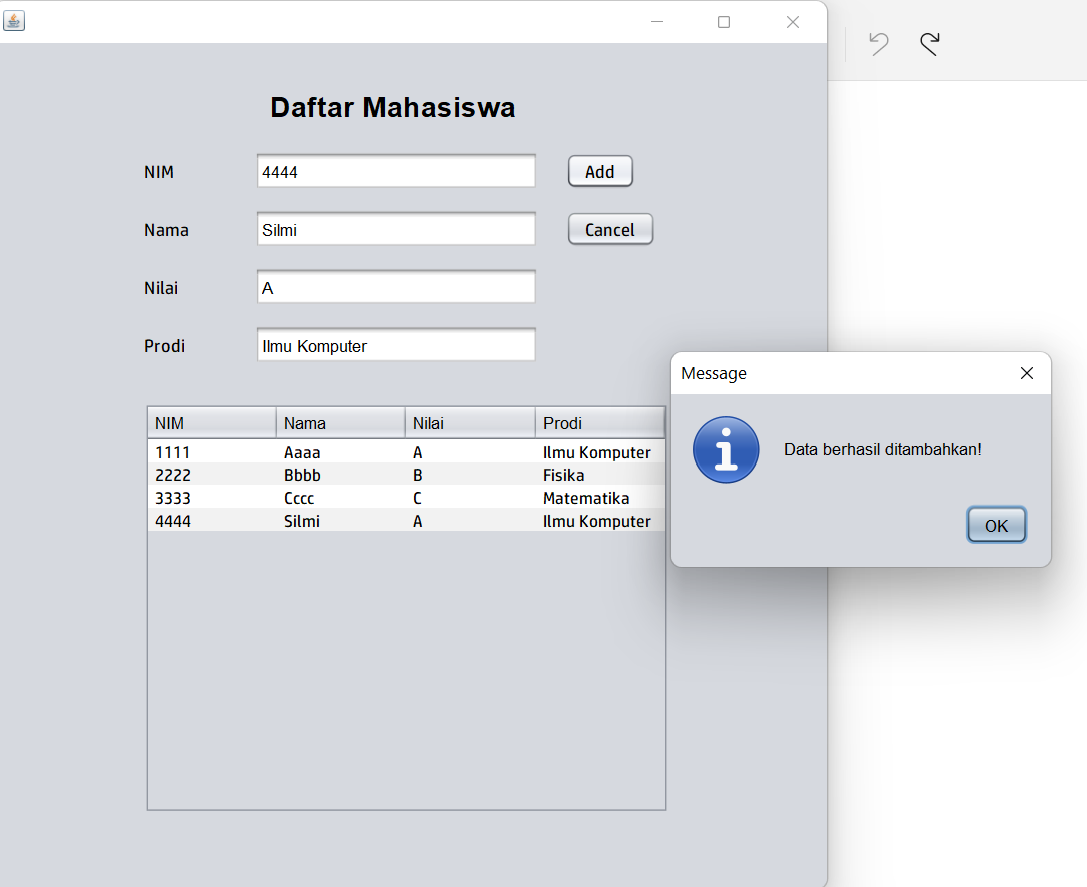 Daftar Mahasiswa
NIM 4444 Add
Nama Silmi Cancel
Nilai A
Prodi Ilmu Komputer
NIM Nama Nilai Prodi
1111 Aaaa A Ilmu Komputer
2222 Bbbb B Fisika
3333 Cccc C Matematika
4444 Silmi A Ilmu Komputer
Message
Data berhasil ditambahkan!
OK